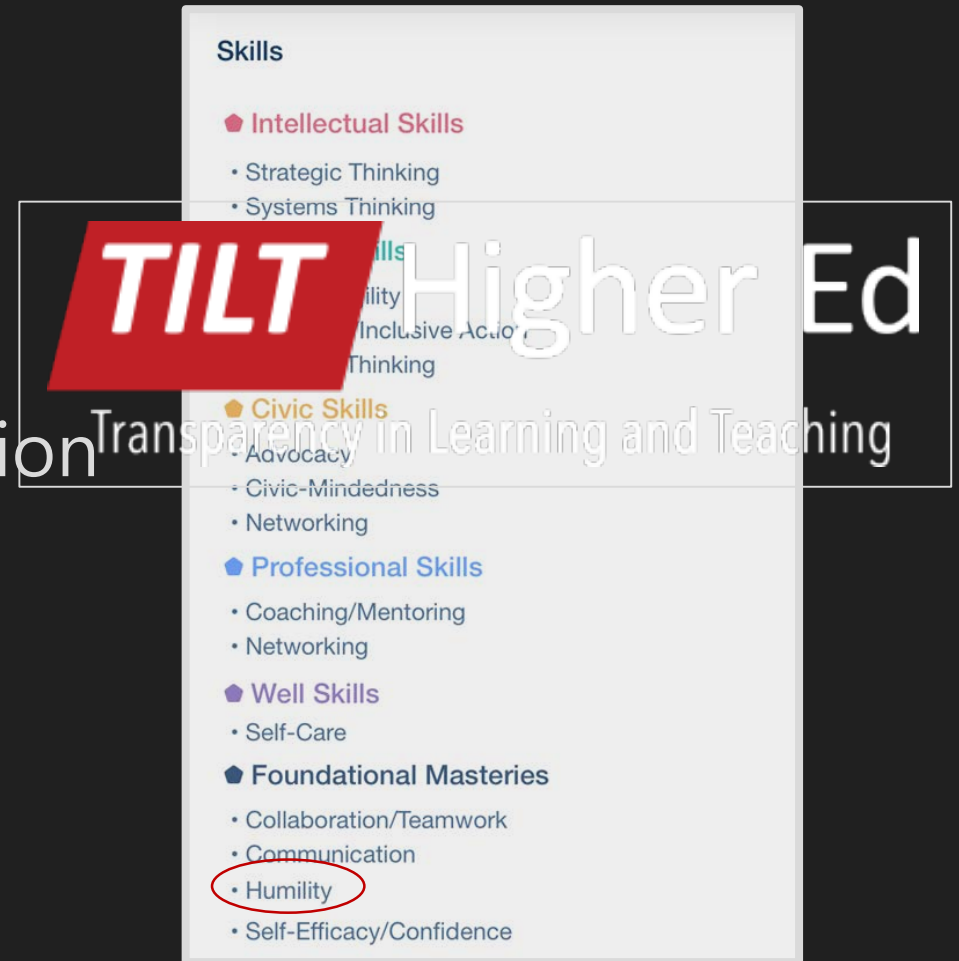 Skills
Intellectual Skills
• Strategic Thinking
• Systems Thinking
TILT Higher Ed
Inclusive Action
Thinking
Civic Skills
Transparency in Learning and Teaching
• Advocacy
• Civic-Mindedness
• Networking
Professional Skills
• Coaching/Mentoring
• Networking
Well Skills
• Self-Care
Foundational Masteries
• Collaboration/Teamwork
• Communication
• Humility
• Self-Efficacy/Confidence